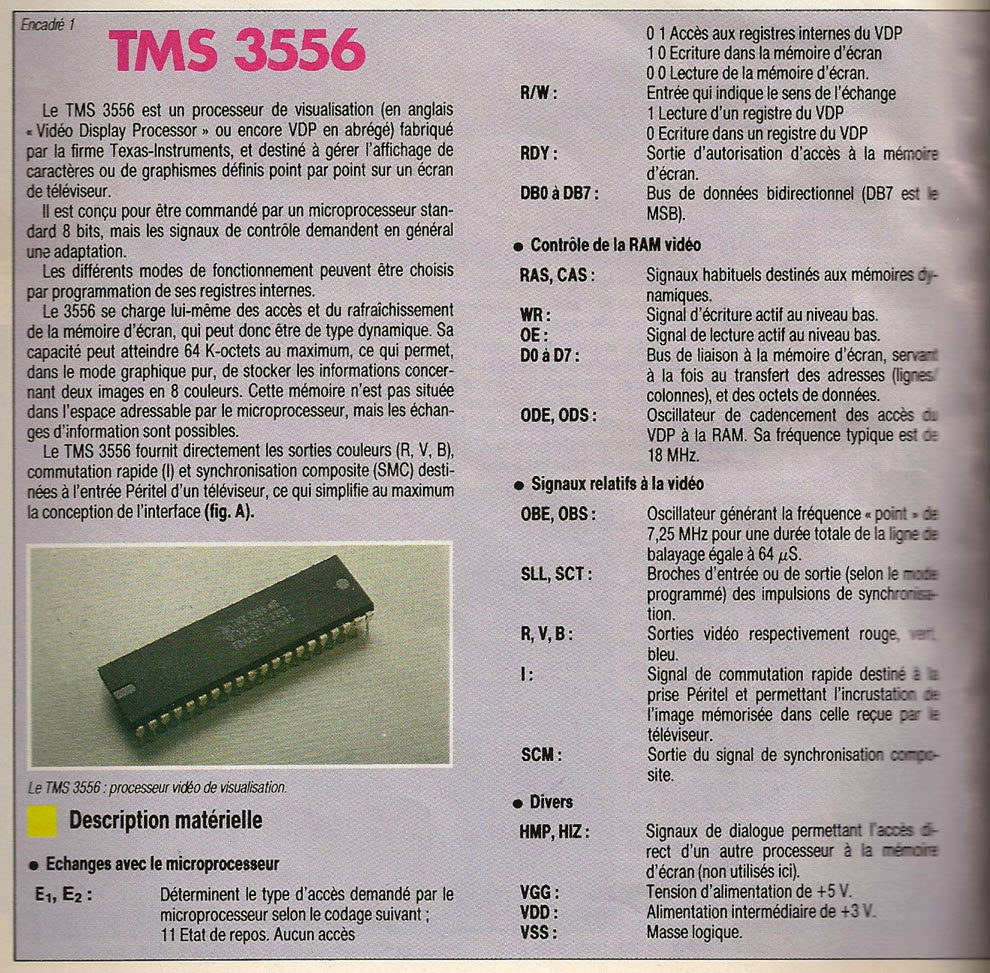 Encadré 1
TMS 3556
Le TMS 3556 est un processeur de visualisation (en anglais
« Vidéo Display Processor » ou encore VDP en abrégé) fabriqué
par la firme Texas-Instruments, et destiné à gérer l'affichage de
caractères ou de graphismes définis point par point sur un écran
de téléviseur.
Il est conçu pour être commandé par un microprocesseur stan-
dard 8 bits, mais les signaux de contrôle demandent en général
une adaptation.
Les différents modes de fonctionnement peuvent être choisis
par programmation de ses registres internes.
Le 3556 se charge lui-même des accès et du rafraîchissement
de la mémoire d'écran, qui peut donc être de type dynamique. Sa
capacité peut atteindre 64 K-octets au maximum, ce qui permet,
dans le mode graphique pur, de stocker les informations concer-
nant deux images en 8 couleurs. Cette mémoire n'est pas située
dans l'espace adressable par le microprocesseur, mais les échan-
ges d'information sont possibles.
Le TMS 3556 fournit directement les sorties couleurs (R, V, B),
commutation rapide (I) et synchronisation composite (SMC) desti-
nées à l'entrée Péritel d'un téléviseur, ce qui simplifie au maximum
la conception de l'interface (fig. A).
Le TMS 3556 : processeur vidéo de visualisation.
Description matérielle
● Echanges avec le microprocesseur
E1, E2 : Déterminent le type d'accès demandé par le
microprocesseur selon le codage suivant ;
11 Etat de repos. Aucun accès
0 1 Accès aux registres internes du VDP
1 0 Ecriture dans la mémoire d'écran
0 0 Lecture de la mémoire d'écran.
R/W : Entrée qui indique le sens de l'échange
1 Lecture d'un registre du VDP
0 Ecriture dans un registre du VDP
RDY : Sortie d'autorisation d'accès à la mémoire
d'écran.
DB0 à DB7 : Bus de données bidirectionnel (DB7 est le
MSB).
● Contrôle de la RAM vidéo
RAS, CAS : Signaux habituels destinés aux mémoires dy-
namiques.
WR : Signal d'écriture actif au niveau bas.
OE : Signal de lecture actif au niveau bas.
D0 à D7 : Bus de liaison à la mémoire d'écran, servant
à la fois au transfert des adresses (lignes/
colonnes), et des octets de données.
ODE, ODS : Oscillateur de cadencement des accès du
VDP à la RAM. Sa fréquence typique est de
18 MHz.
● Signaux relatifs à la vidéo
OBE, OBS : Oscillateur générant la fréquence « point » de
7,25 MHz pour une durée totale de la ligne de
balayage égale à 64 µS.
SLL, SCT : Broches d'entrée ou de sortie (selon le mode
programmé) des impulsions de synchronisa-
tion.
R, V, B : Sorties vidéo respectivement rouge, vert,
bleu.
I : Signal de commutation rapide destiné à la
prise Péritel et permettant l'incrustation de
l'image mémorisée dans celle reçue par le
téléviseur.
SCM : Sortie du signal de synchronisation compo-
site.
● Divers
HMP, HIZ : Signaux de dialogue permettant l'accès di-
rect d'un autre processeur à la mémoire
d'écran (non utilisés ici).
VGG : Tension d'alimentation de +5 V.
VDD : Alimentation intermédiaire de +3 V.
VSS : Masse logique.